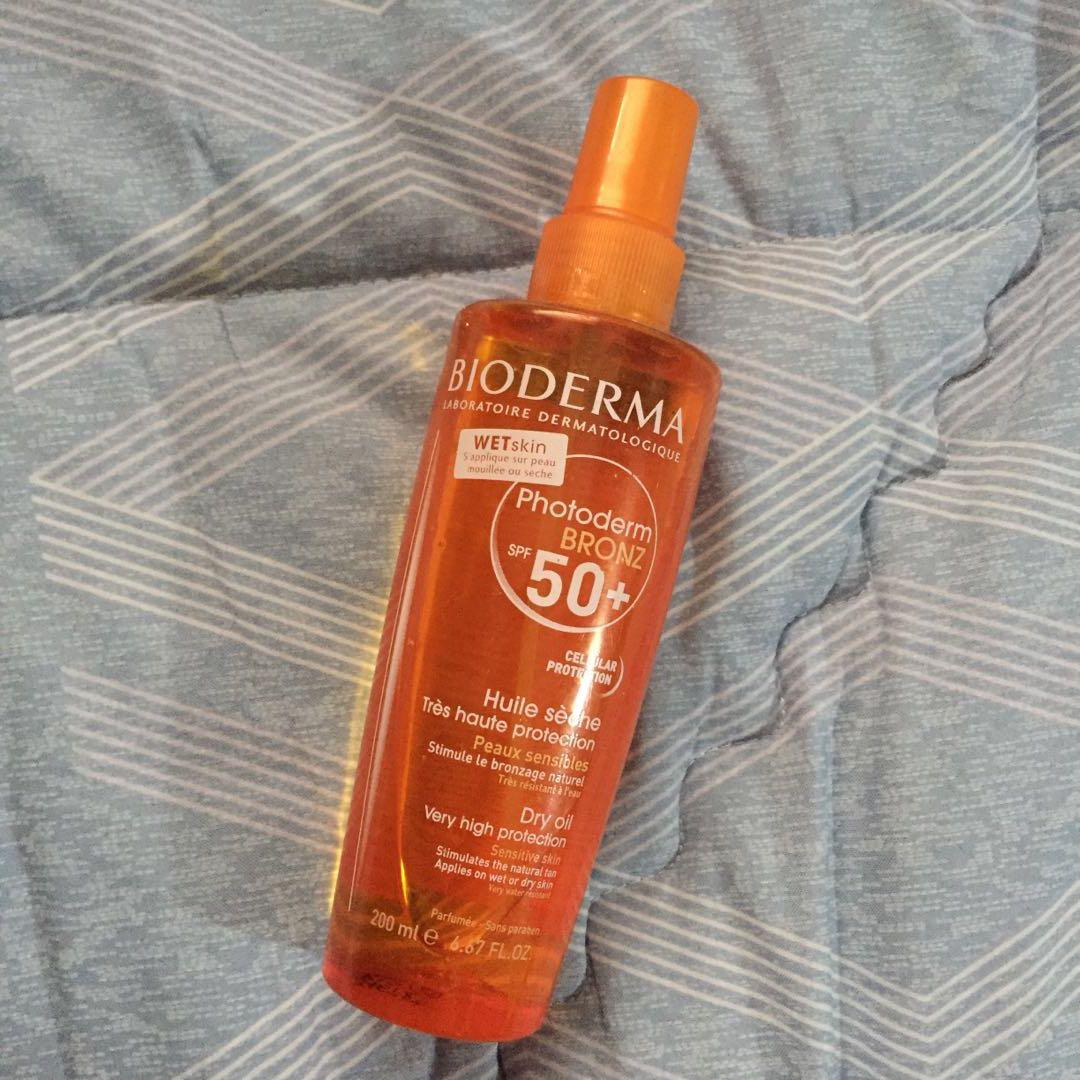 BIODERMA
LABORATOIRE DERMATOLOGIQUE
WETskin
S'applique sur peau
mouillée ou sèche
Photoderm
BRONZ
SPF 50+
CELLULAR
PROTECTION
Huile sèche
Très haute protection
Peaux sensibles
Stimule le bronzage naturel
Très résistant à l'eau
Dry oil
Very high protection
Sensitive skin
Stimulates the natural tan
Applies on wet or dry skin
Very water resistant
Parfumée - Sans paraben
200 ml e 6.67 FL.OZ.